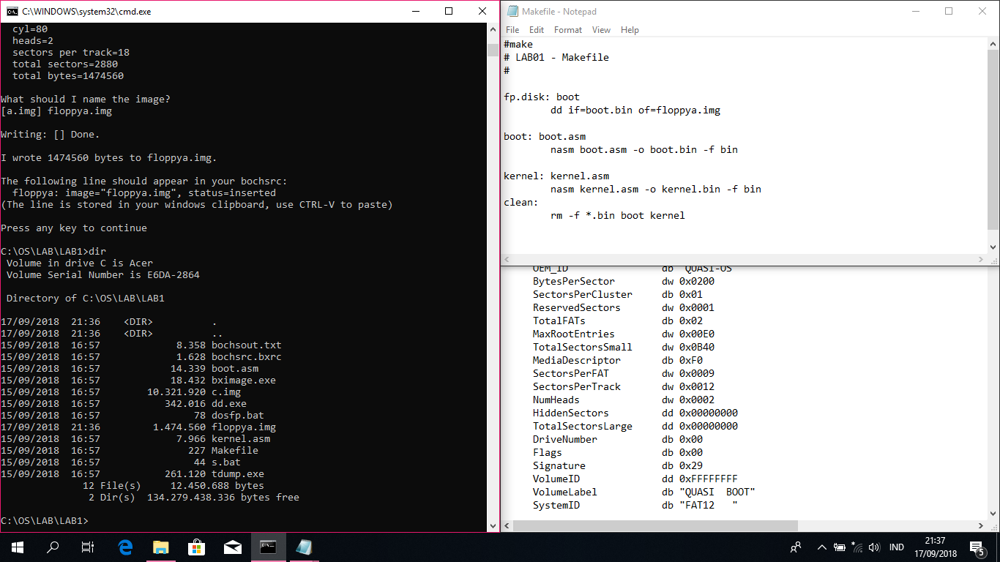 C:\WINDOWS\system32\cmd.exe
cyl=80
heads=2
sectors per track=18
total sectors=2880
total bytes=1474560
What should I name the image?
[a.img] floppya.img
Writing: [] Done.
I wrote 1474560 bytes to floppya.img.
The following line should appear in your bochsrc:
floppya: image="floppya.img", status=inserted
(The line is stored in your windows clipboard, use CTRL-V to paste)
Press any key to continue
C:\OS\LAB\LAB1>dir
Volume in drive C is Acer
Volume Serial Number is E6DA-2864
Directory of C:\OS\LAB\LAB1
17/09/2018  21:36    <DIR>          .
17/09/2018  21:36    <DIR>          ..
15/09/2018  16:57             8.358 bochsout.txt
15/09/2018  16:57             1.628 bochsrc.bxrc
15/09/2018  16:57            14.339 boot.asm
15/09/2018  16:57            18.432 bximage.exe
15/09/2018  16:57        10.321.920 c.img
15/09/2018  16:57           342.016 dd.exe
15/09/2018  16:57                78 dosfp.bat
17/09/2018  21:36         1.474.560 floppya.img
15/09/2018  16:57             7.966 kernel.asm
15/09/2018  16:57               227 Makefile
15/09/2018  16:57                44 s.bat
15/09/2018  16:57           261.120 tdump.exe
12 File(s)     12.450.688 bytes
2 Dir(s)  134.279.438.336 bytes free
C:\OS\LAB\LAB1>
Makefile - Notepad
File Edit Format View Help
#make
# LAB01 - Makefile
#
fp.disk: boot
dd if=boot.bin of=floppya.img
boot: boot.asm
nasm boot.asm -o boot.bin -f bin
kernel: kernel.asm
nasm kernel.asm -o kernel.bin -f bin
clean:
rm -f *.bin boot kernel
OEM_ID db "QUASI-OS"
BytesPerSector dw 0x0200
SectorsPerCluster db 0x01
ReservedSectors dw 0x0001
TotalFATs db 0x02
MaxRootEntries dw 0x00E0
TotalSectorsSmall dw 0x0B40
MediaDescriptor db 0xF0
SectorsPerFAT dw 0x0009
SectorsPerTrack dw 0x0012
NumHeads dw 0x0002
HiddenSectors dd 0x00000000
TotalSectorsLarge dd 0x00000000
DriveNumber db 0x00
Flags db 0x00
Signature db 0x29
VolumeID dd 0xFFFFFFFF
VolumeLabel db "QUASI  BOOT"
SystemID db "FAT12   "
IND
21:37
17/09/2018
5